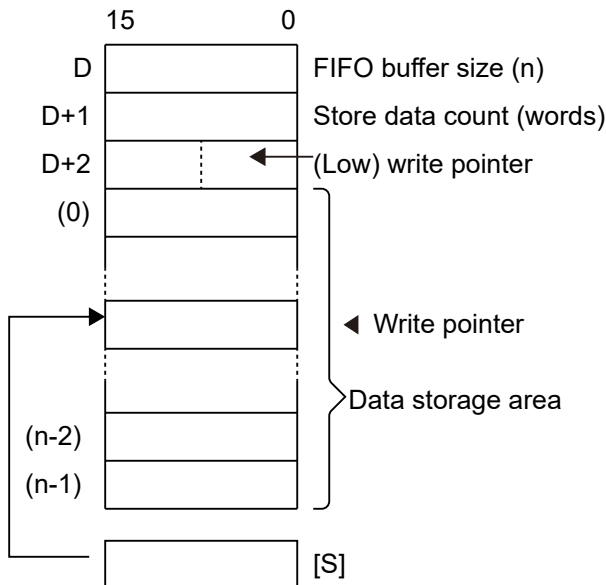 15 0
D FIFO buffer size (n)
D+1 Store data count (words)
D+2 (Low) write pointer
(0)
Write pointer
Data storage area
(n-2)
(n-1)
[S]